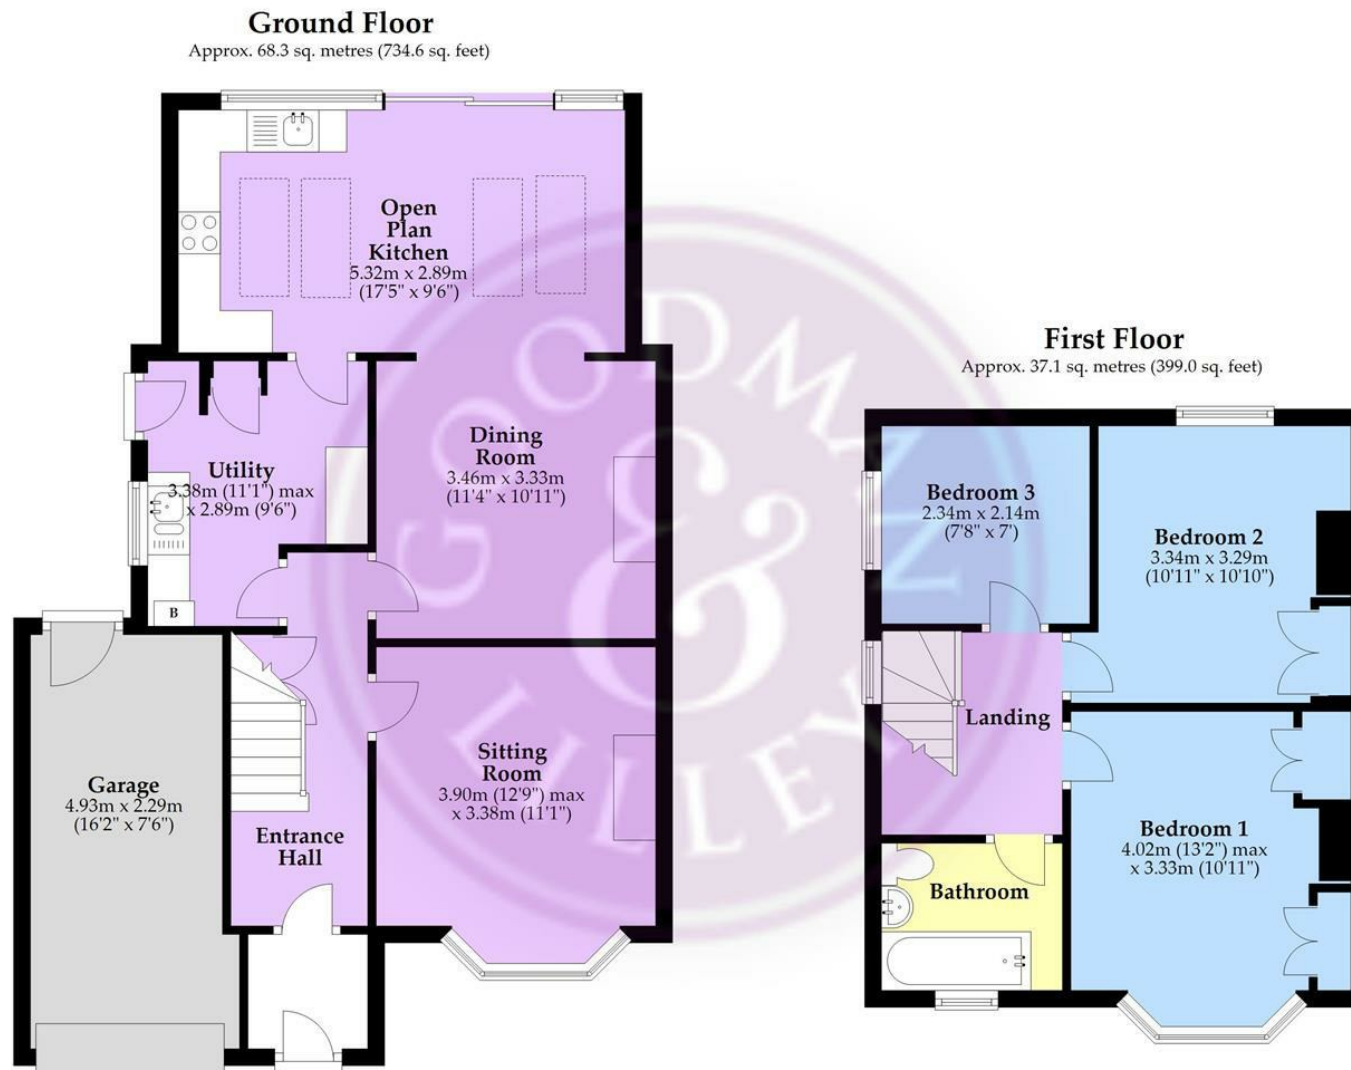 Ground Floor
Approx. 68.3 sq. metres (734.6 sq. feet)
Open
Plan
Kitchen
5.32m x 2.89m
(17'5" x 9'6")
Utility
3.38m (11'1") max
x 2.89m (9'6")
B
Dining
Room
3.46m x 3.33m
(11'4" x 10'11")
Garage
4.93m x 2.29m
(16'2" x 7'6")
Entrance
Hall
Sitting
Room
3.90m (12'9") max
x 3.38m (11'1")
First Floor
Approx. 37.1 sq. metres (399.0 sq. feet)
Bedroom 3
2.34m x 2.14m
(7'8" x 7')
Bedroom 2
3.34m x 3.29m
(10'11" x 10'10")
Landing
Bedroom 1
4.02m (13'2") max
x 3.33m (10'11")
Bathroom
GOODMAN
&
LILLEY